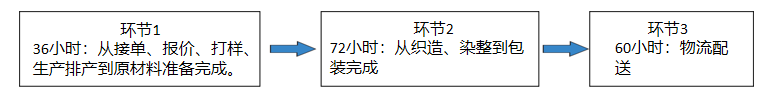 环节1
36小时：从接单、报价、打样、
生产排产到原材料准备完成。
环节2
72小时：从织造、染整到包
装完成
环节3
60小时：物流配
送